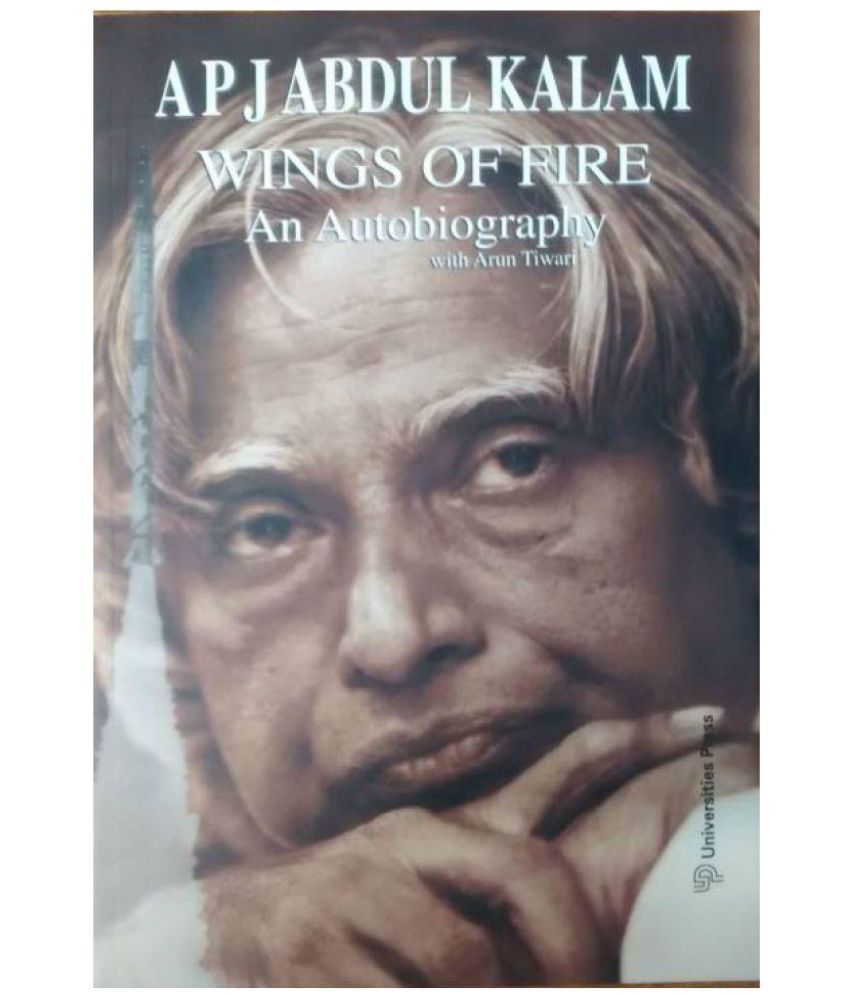 A P J ABDUL KALAM
WINGS OF FIRE
An Autobiography
with Arun Tiwari
Universities Press